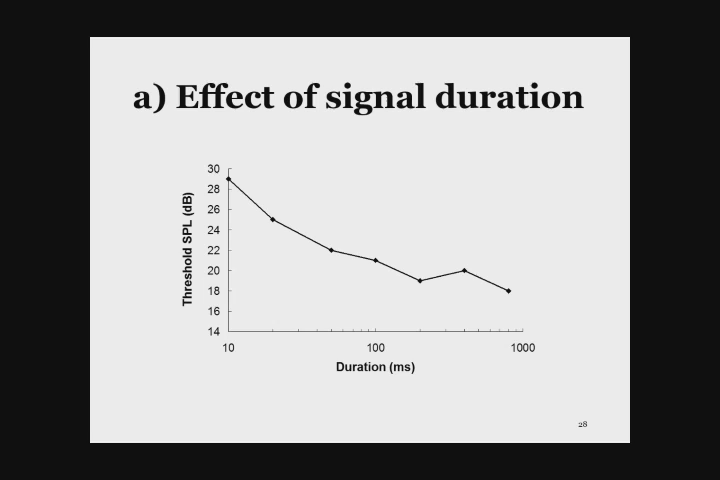 a) Effect of signal duration
Threshold SPL (dB)
30
28
26
24
22
20
18
16
14
10 100 1000
Duration (ms)
28